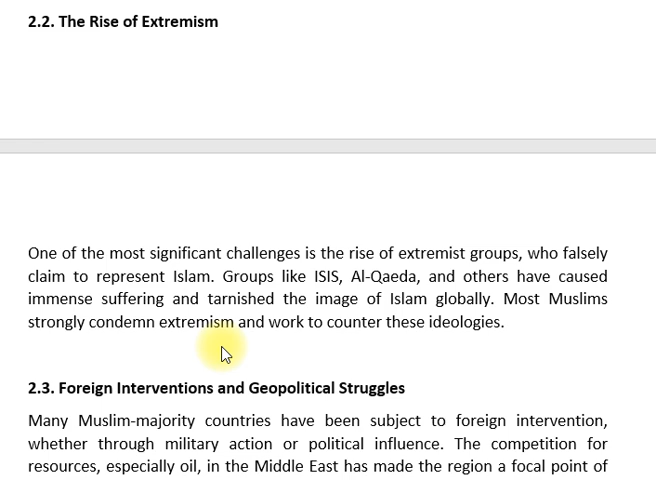 2.2. The Rise of Extremism
One of the most significant challenges is the rise of extremist groups, who falsely
claim to represent Islam. Groups like ISIS, Al-Qaeda, and others have caused
immense suffering and tarnished the image of Islam globally. Most Muslims
strongly condemn extremism and work to counter these ideologies.
2.3. Foreign Interventions and Geopolitical Struggles
Many Muslim-majority countries have been subject to foreign intervention,
whether through military action or political influence. The competition for
resources, especially oil, in the Middle East has made the region a focal point of